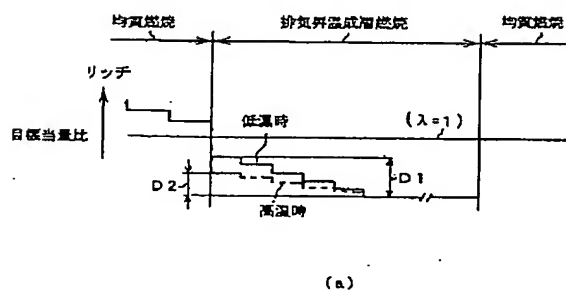 均質燃焼
排気昇温成層燃焼
均質燃焼
リッチ
目標当量比
低温時
(λ=1)
D2
D1
高温時
(a)